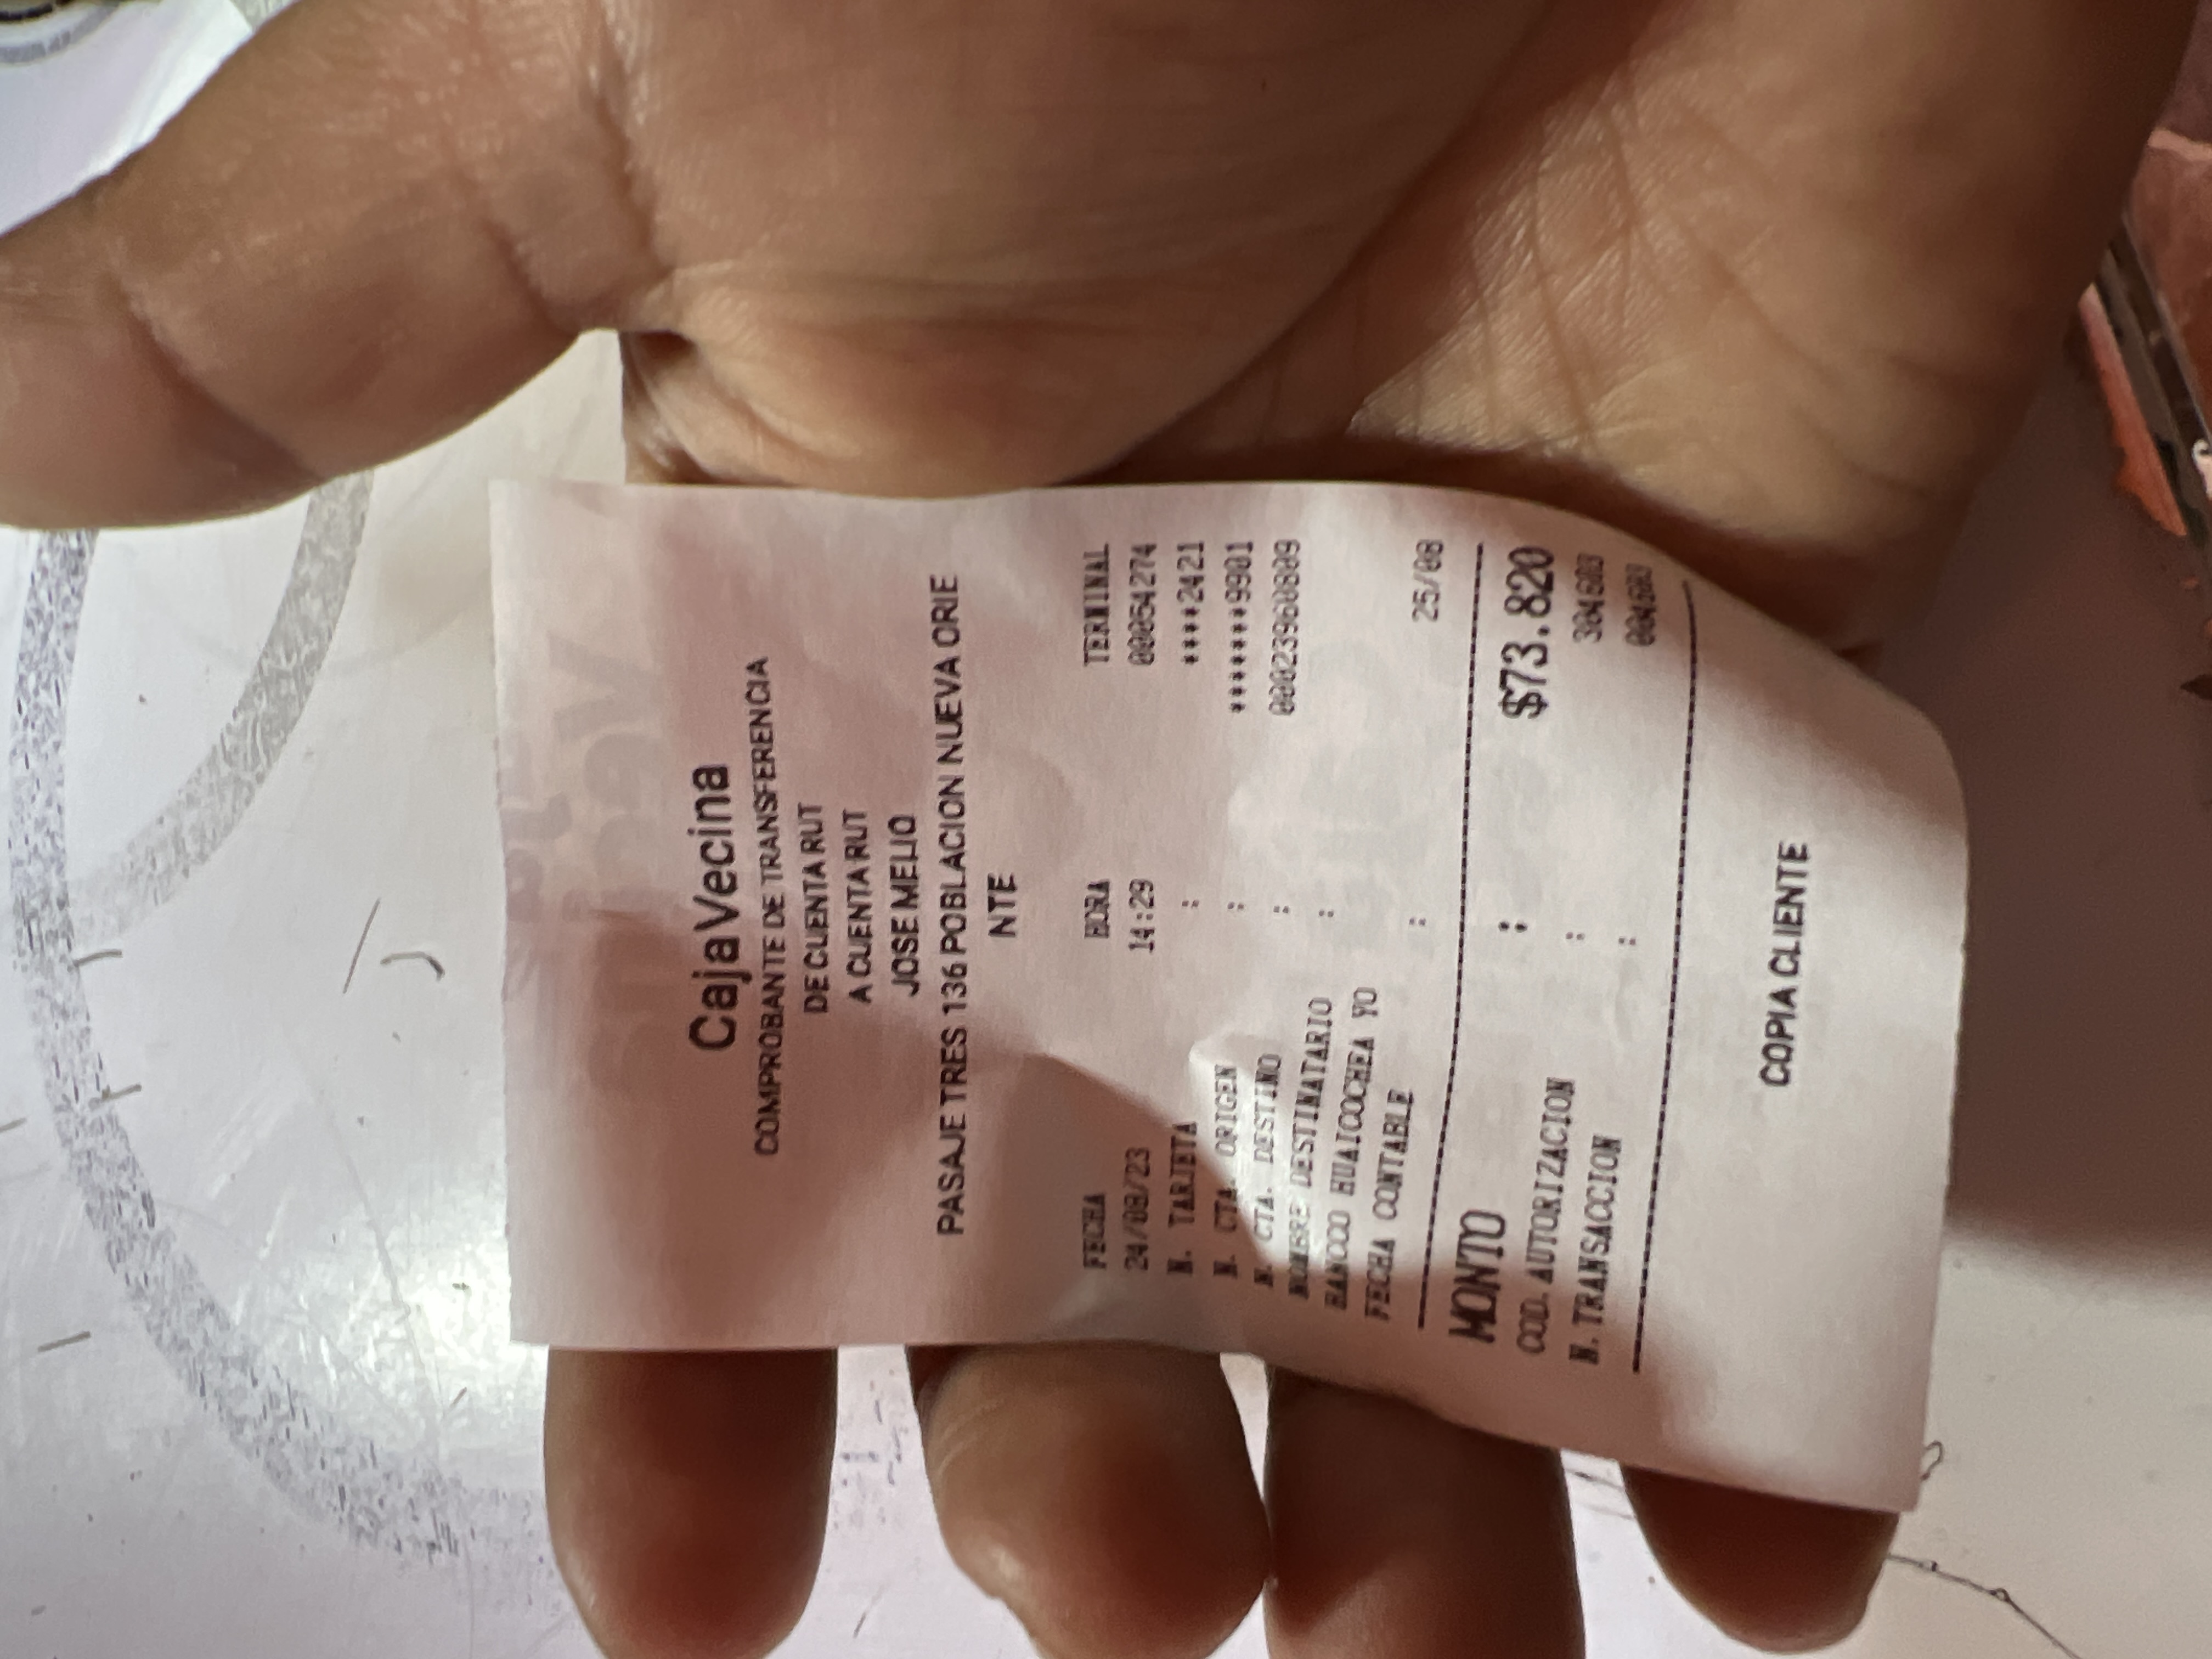 CajaVecina
COMPROBANTE DE TRANSFERENCIA
DE CUENTA RUT
A CUENTA RUT
JOSE MELIO
PASAJE TRES 136 POBLACION NUEVA ORIE
NTE
FECHA HORA TERMINAL
24/08/23 14:29 00054274
N. TARJETA : ****2421
N. CTA. ORIGEN : *******9901
N. CTA. DESTINO : 00023960809
NOMBRE DESTINATARIO :
HANCCO HUAICOCHEA YO
FECHA CONTABLE : 25/08
MONTO : $73.820
COD. AUTORIZACION : 304603
N. TRANSACCION : 004603
COPIA CLIENTE